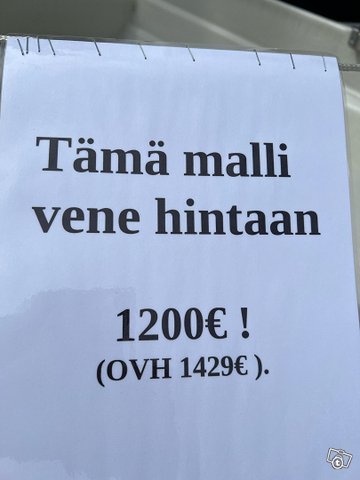 Tämä malli
vene hintaan
1200€ !
(OVH 1429€ ).